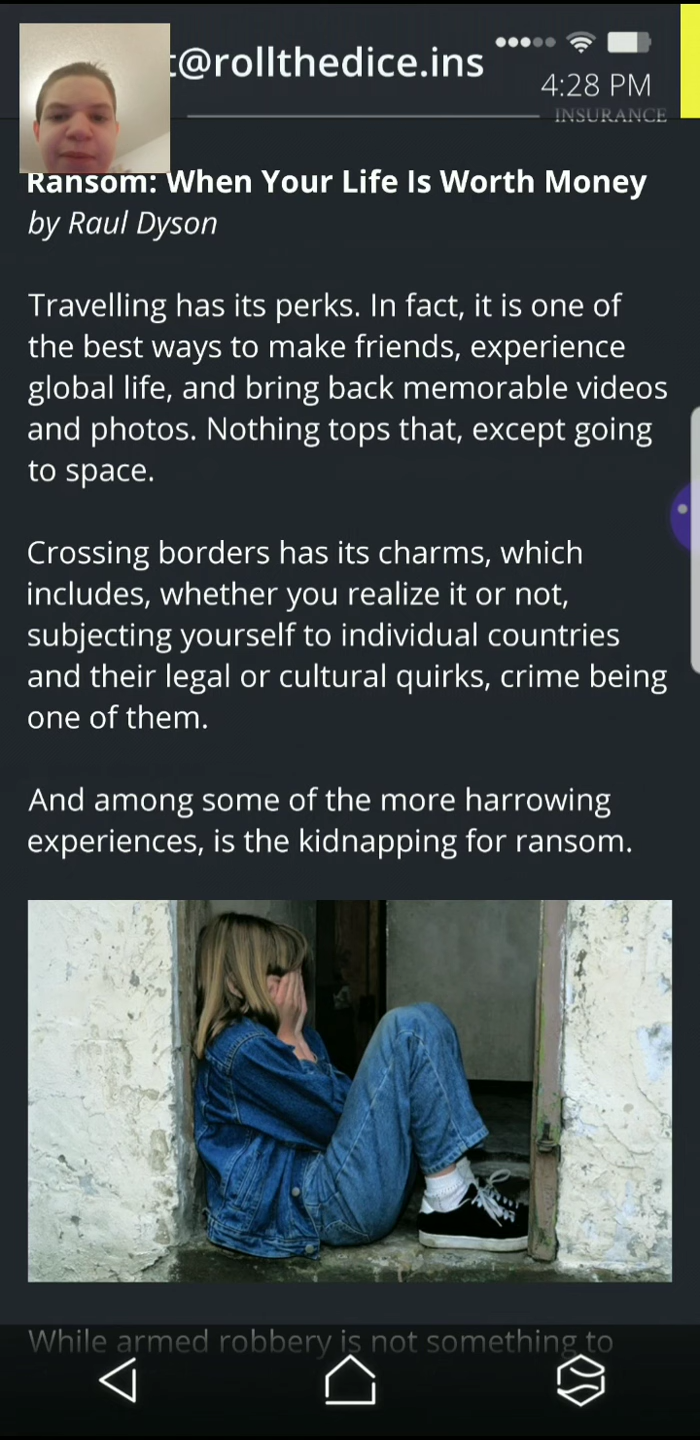 t@rollthedice.ins
4:28 PM
INSURANCE
Ransom: When Your Life Is Worth Money
by Raul Dyson
Travelling has its perks. In fact, it is one of
the best ways to make friends, experience
global life, and bring back memorable videos
and photos. Nothing tops that, except going
to space.
Crossing borders has its charms, which
includes, whether you realize it or not,
subjecting yourself to individual countries
and their legal or cultural quirks, crime being
one of them.
And among some of the more harrowing
experiences, is the kidnapping for ransom.
While armed robbery is not something to